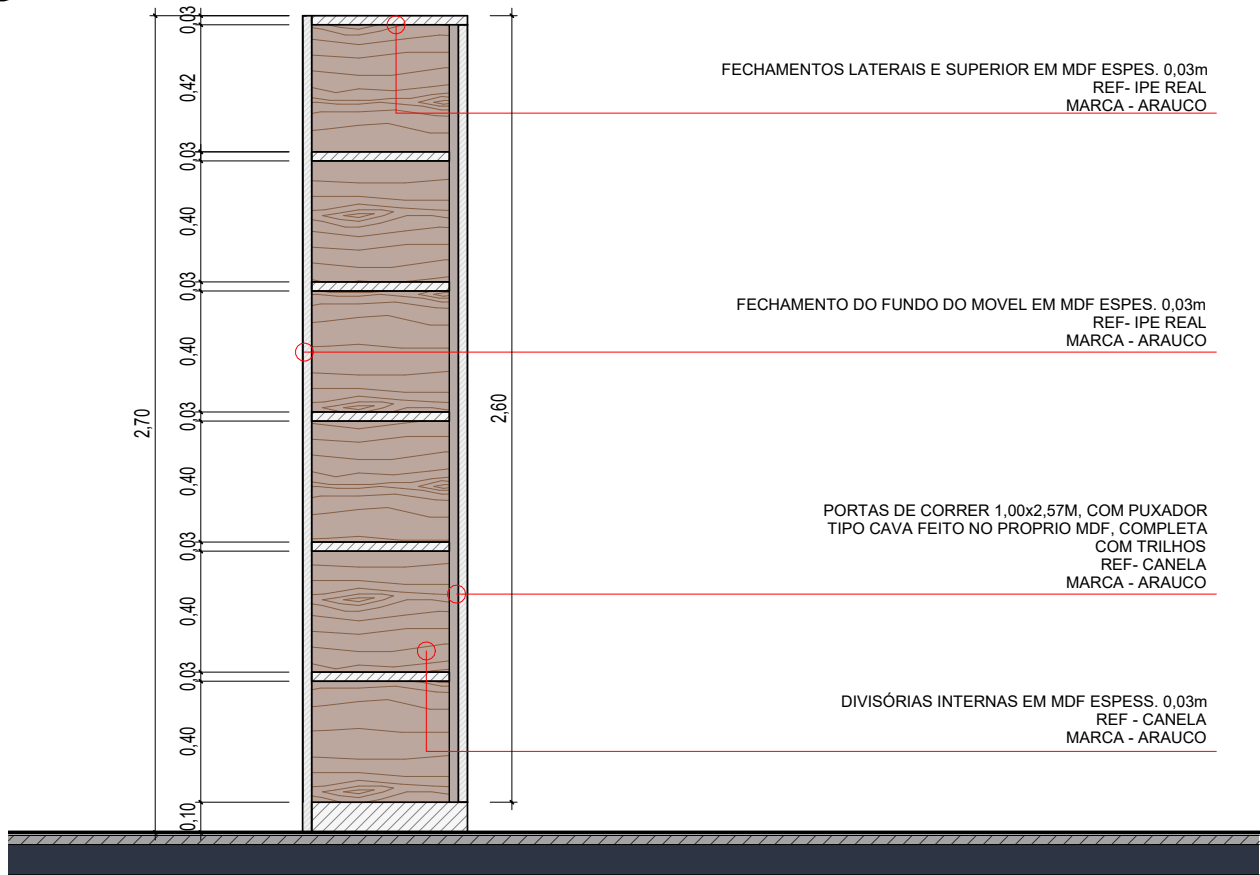 0,03
0,42
0,03
0,40
0,03
0,40
0,03
0,40
0,03
0,40
0,03
0,40
0,10
2,70
2,60
FECHAMENTOS LATERAIS E SUPERIOR EM MDF ESPES. 0,03m
REF- IPE REAL
MARCA - ARAUCO
FECHAMENTO DO FUNDO DO MOVEL EM MDF ESPES. 0,03m
REF- IPE REAL
MARCA - ARAUCO
PORTAS DE CORRER 1,00x2,57M, COM PUXADOR
TIPO CAVA FEITO NO PROPRIO MDF, COMPLETA
COM TRILHOS
REF- CANELA
MARCA - ARAUCO
DIVISÓRIAS INTERNAS EM MDF ESPESS. 0,03m
REF - CANELA
MARCA - ARAUCO